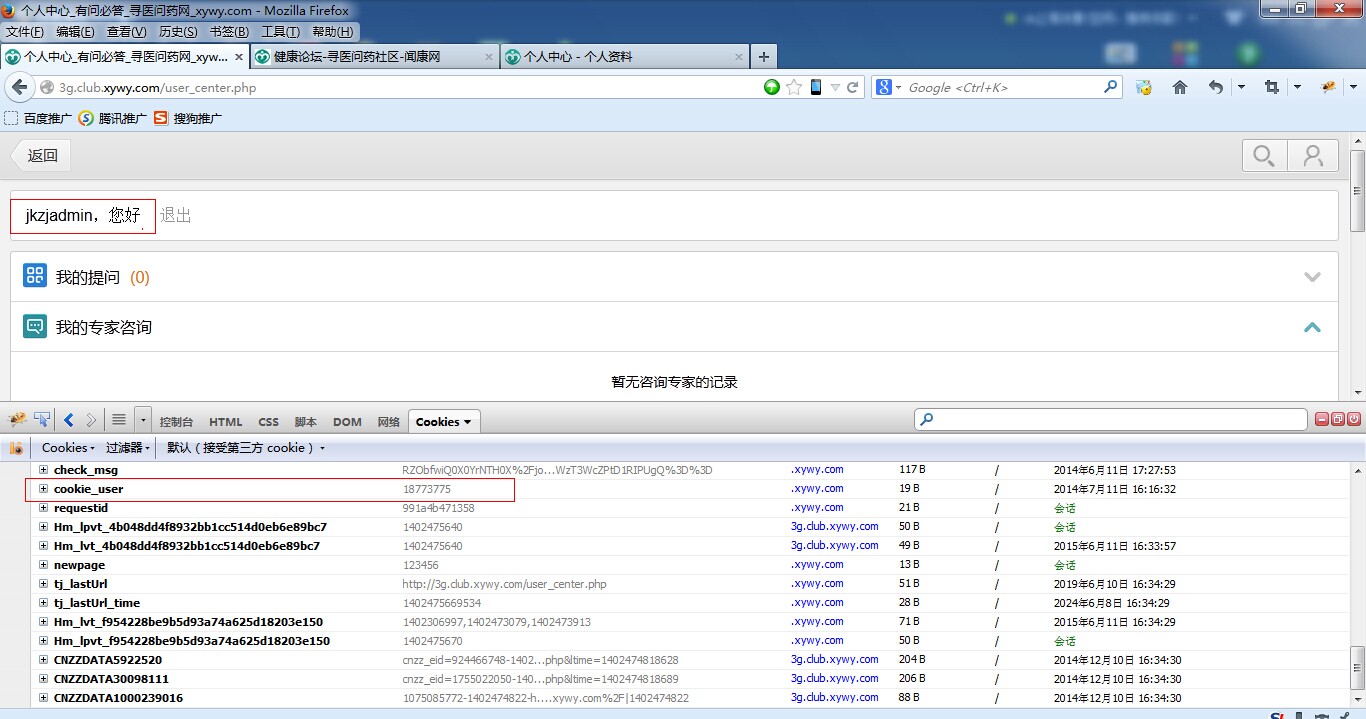 个人中心_有问必答_寻医问药网_xywy.com - Mozilla Firefox
文件(F) 编辑(E) 查看(V) 历史(S) 书签(B) 工具(T) 帮助(H)
个人中心_有问必答_寻医问药网_xyw... × 健康论坛-寻医问药社区-闻康网 × 个人中心 - 个人资料 ×
3g.club.xywy.com/user_center.php Google <Ctrl+K>
百度推广 腾讯推广 搜狗推广
返回
jkzjadmin，您好 退出
我的提问 (0)
我的专家咨询
暂无咨询专家的记录
控制台 HTML CSS 脚本 DOM 网络 Cookies
Cookies 过滤器 默认（接受第三方 cookie）
check_msg RZObfwiQ0X0YrNTH0X%2Fjo...WzT3WcZPtD1RIPUgQ%3D%3D .xywy.com 117 B / 2014年6月11日 17:27:53
cookie_user 18773775 .xywy.com 19 B / 2014年7月11日 16:16:32
requestid 991a4b471358 .xywy.com 21 B / 会话
Hm_lpvt_4b048dd4f8932bb1cc514d0eb6e89bc7 1402475640 3g.club.xywy.com 50 B / 会话
Hm_lvt_4b048dd4f8932bb1cc514d0eb6e89bc7 1402475640 3g.club.xywy.com 49 B / 2015年6月11日 16:33:57
newpage 123456 .xywy.com 13 B / 会话
tj_lastUrl http://3g.club.xywy.com/user_center.php .xywy.com 51 B / 2019年6月10日 16:34:29
tj_lastUrl_time 1402475669534 .xywy.com 28 B / 2024年6月8日 16:34:29
Hm_lvt_f954228be9b5d93a74a625d18203e150 1402306997,1402473079,1402473913 .xywy.com 71 B / 2015年6月11日 16:34:29
Hm_lpvt_f954228be9b5d93a74a625d18203e150 1402475670 .xywy.com 50 B / 会话
CNZZDATA5922520 cnzz_eid=924466748-1402...php&ltime=1402474818628 3g.club.xywy.com 204 B / 2014年12月10日 16:34:30
CNZZDATA30098111 cnzz_eid=1755022050-140...php&ltime=1402474818689 3g.club.xywy.com 206 B / 2014年12月10日 16:34:30
CNZZDATA1000239016 1075085772-1402474822-h....xywy.com%2F|1402474822 3g.club.xywy.com 88 B / 2014年12月10日 16:34:30